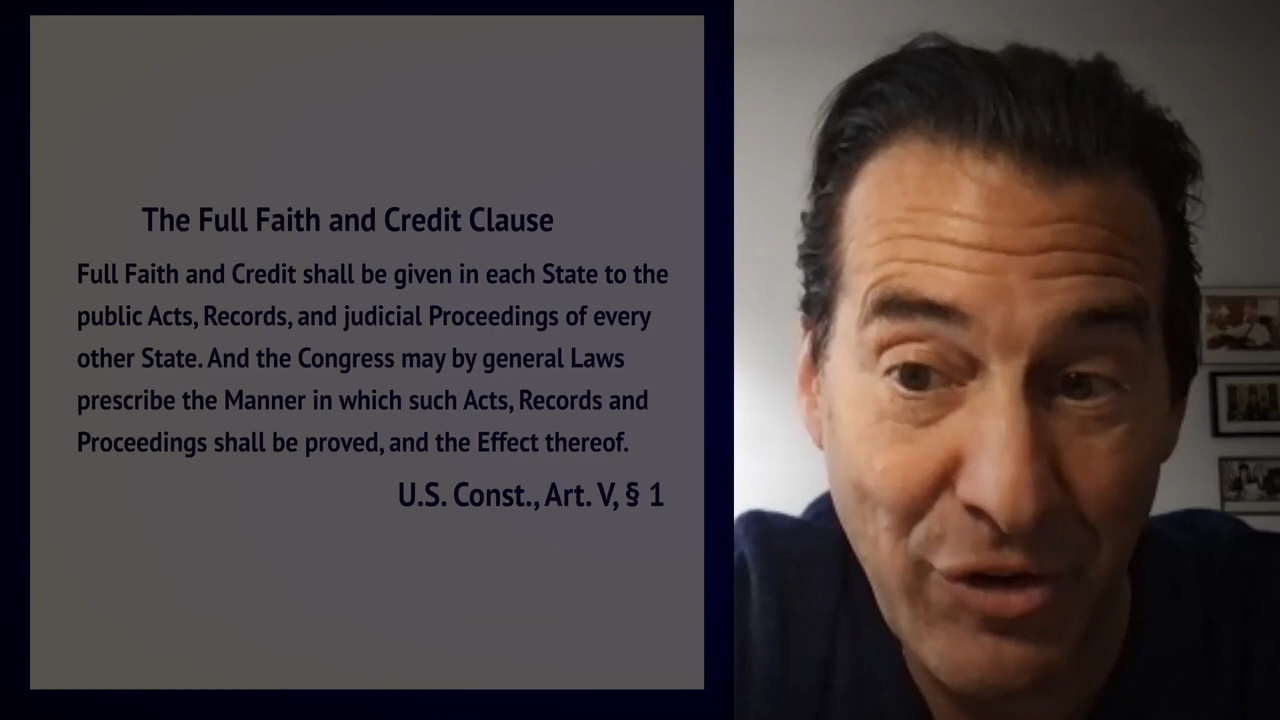 The Full Faith and Credit Clause
Full Faith and Credit shall be given in each State to the
public Acts, Records, and judicial Proceedings of every
other State. And the Congress may by general Laws
prescribe the Manner in which such Acts, Records and
Proceedings shall be proved, and the Effect thereof.
U.S. Const., Art. V, § 1